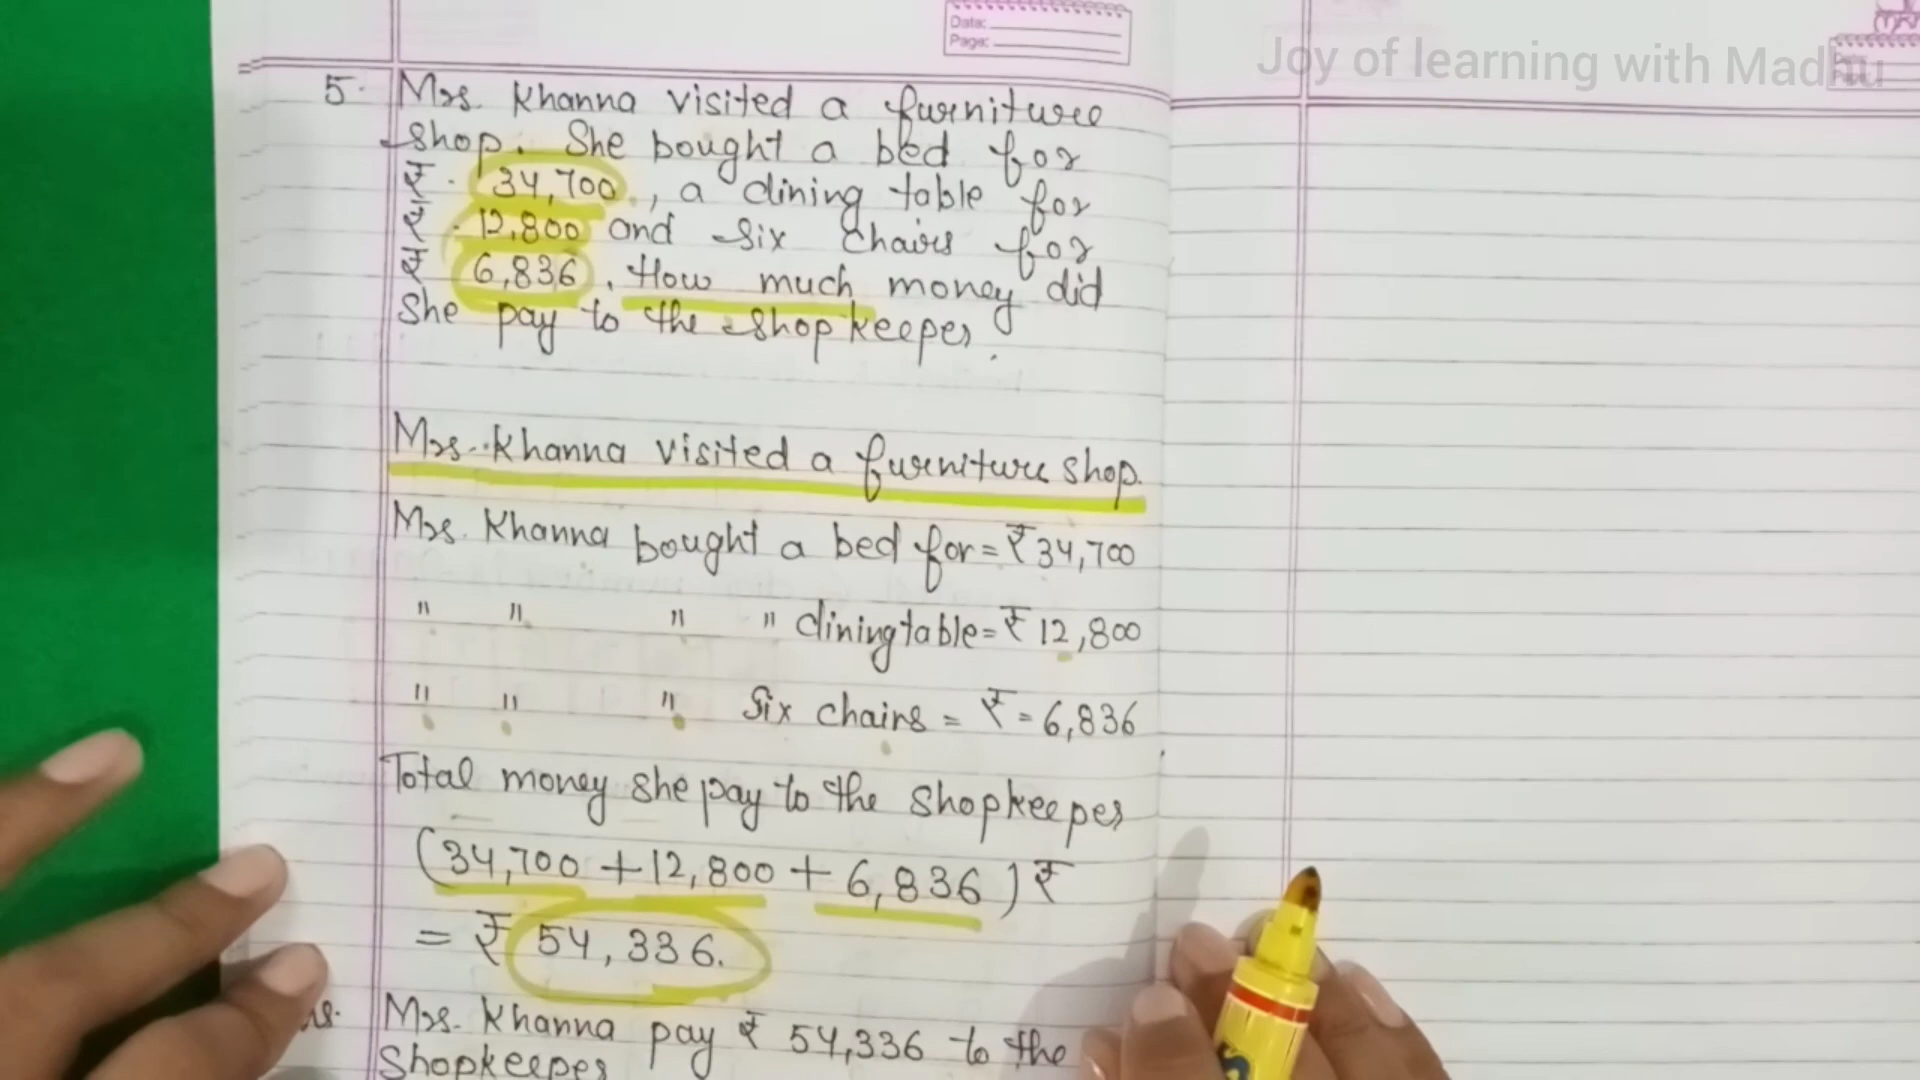 Date:
Page:
Joy of learning with Madhu
5. Mrs. Khanna visited a furniture
shop. She bought a bed for
₹. 34,700, a dining table for
₹. 12,800 and six chairs for
₹ 6,836. How much money did
she pay to the shopkeeper.
Mrs. Khanna visited a furniture shop.
Mrs. Khanna bought a bed for = ₹ 34,700
" " " " dining table = ₹ 12,800
" " " Six chairs = ₹ = 6,836
Total money she pay to the shopkeeper
(34,700 + 12,800 + 6,836) ₹
= ₹ 54,336.
Mrs. Khanna pay ₹ 54,336 to the
shopkeeper